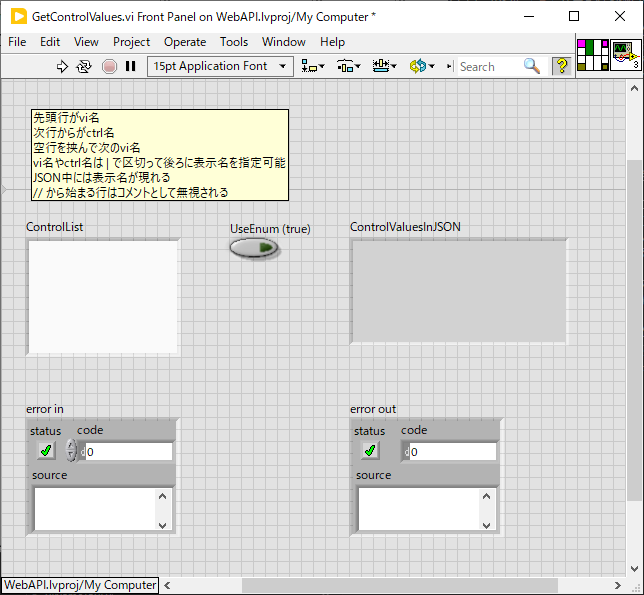 GetControlValues.vi Front Panel on WebAPI.lvproj/My Computer *
File Edit View Project Operate Tools Window Help
15pt Application Font Search ? 3
先頭行がvi名
次行からがctrl名
空行を挟んで次のvi名
vi名やctrl名は | で区切って後ろに表示名を指定可能
JSON中には表示名が現れる
// から始まる行はコメントとして無視される
ControlList UseEnum (true) ControlValuesInJSON
error in error out
status code status code
d0 d0
source source
WebAPI.lvproj/My Computer